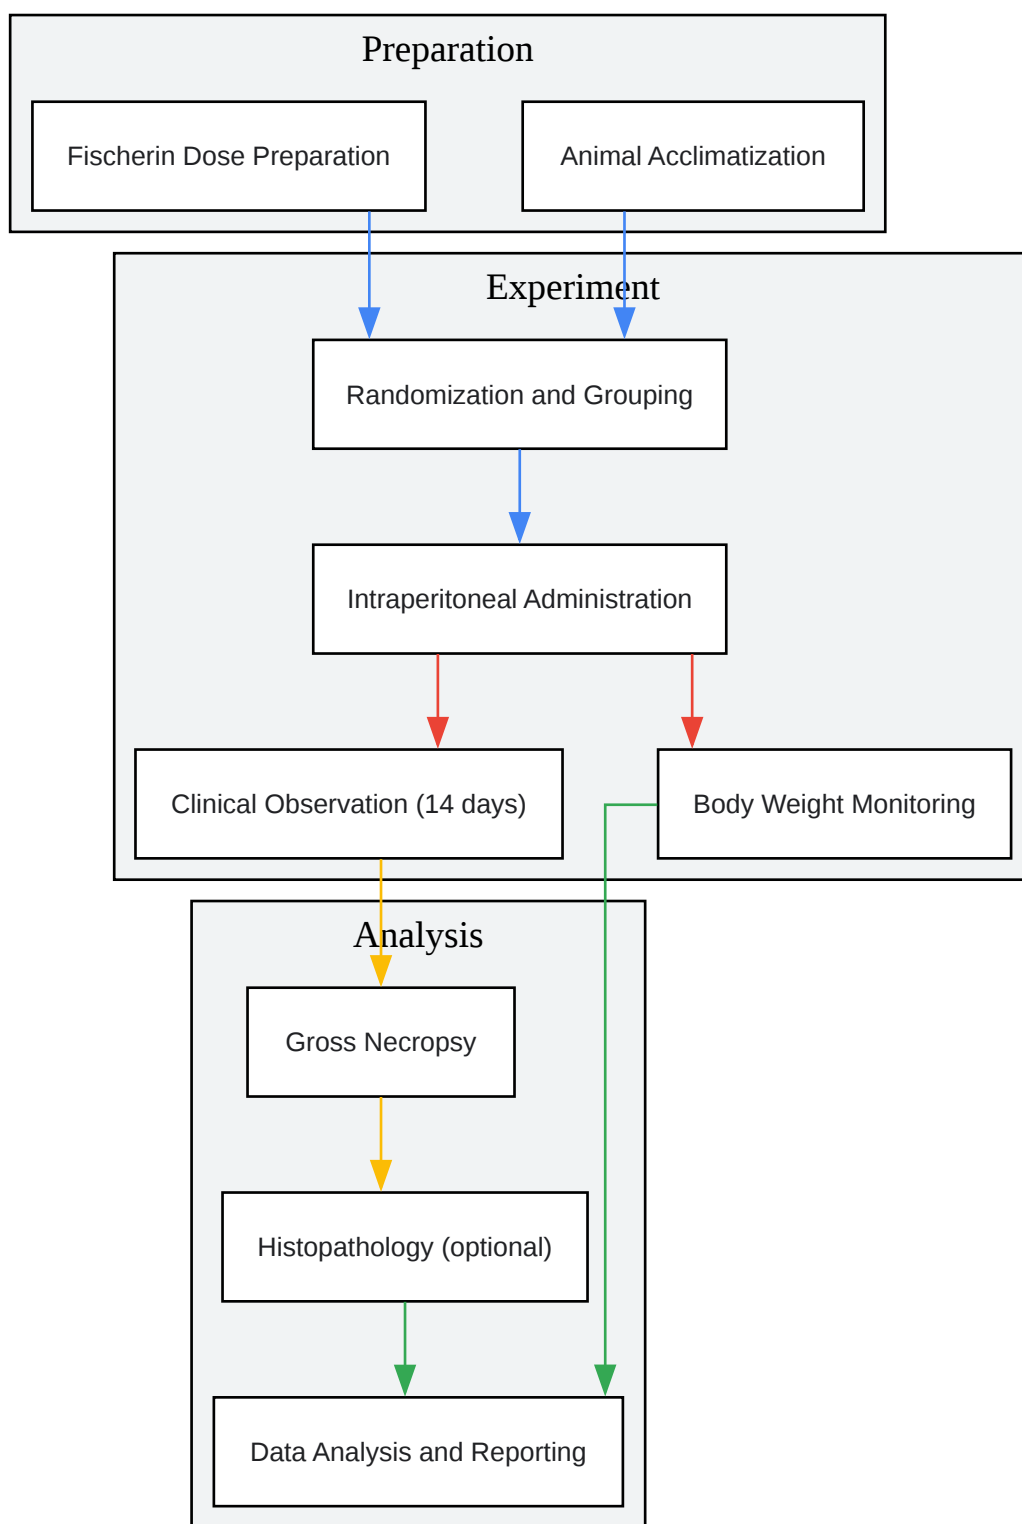 Preparation
Fischerin Dose Preparation
Animal Acclimatization
Experiment
Randomization and Grouping
Intraperitoneal Administration
Clinical Observation (14 days)
Body Weight Monitoring
Analysis
Gross Necropsy
Histopathology (optional)
Data Analysis and Reporting